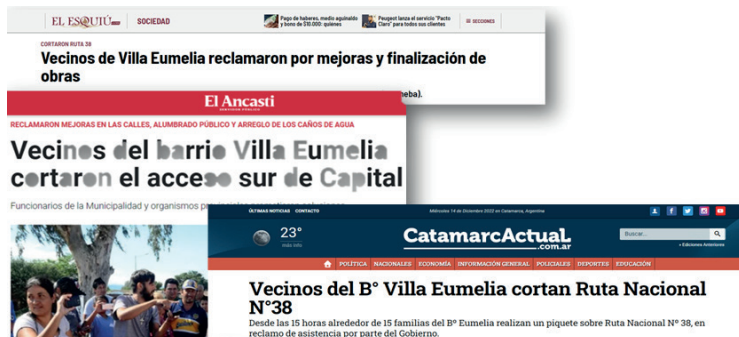 EL ESQUIÚ
SOCIEDAD
Pago de haberes, medio aguinaldo
y bono de $10.000: quienes
Peugeot lanza el servicio "Pacto
Claro" para todos sus clientes
SECCIONES
CORTARON RUTA 38
Vecinos de Villa Eumelia reclamaron por mejoras y finalización de
obras
El Ancasti
RECLAMARON MEJORAS EN LAS CALLES, ALUMBRADO PÚBLICO Y ARREGLO DE LOS CAÑOS DE AGUA
Vecinos del barrio Villa Eumelia
cortaron el acceso sur de Capital
Funcionarios de la Municipalidad y organismos
ÚLTIMAS NOTICIAS CONTACTO
Miércoles 14 de Diciembre 2022 en Catamarca, Argentina
23°
más info
CatamarcActual
.com.ar
Buscar...
+ Ediciones Anteriores
POLÍTICA NACIONALES ECONOMÍA INFORMACIÓN GENERAL POLICIALES DEPORTES EDUCACIÓN
Vecinos del B° Villa Eumelia cortan Ruta Nacional
N°38
Desde las 15 horas alrededor de 15 familias del Bº Eumelia realizan un piquete sobre Ruta Nacional Nº 38, en
reclamo de asistencia por parte del Gobierno.